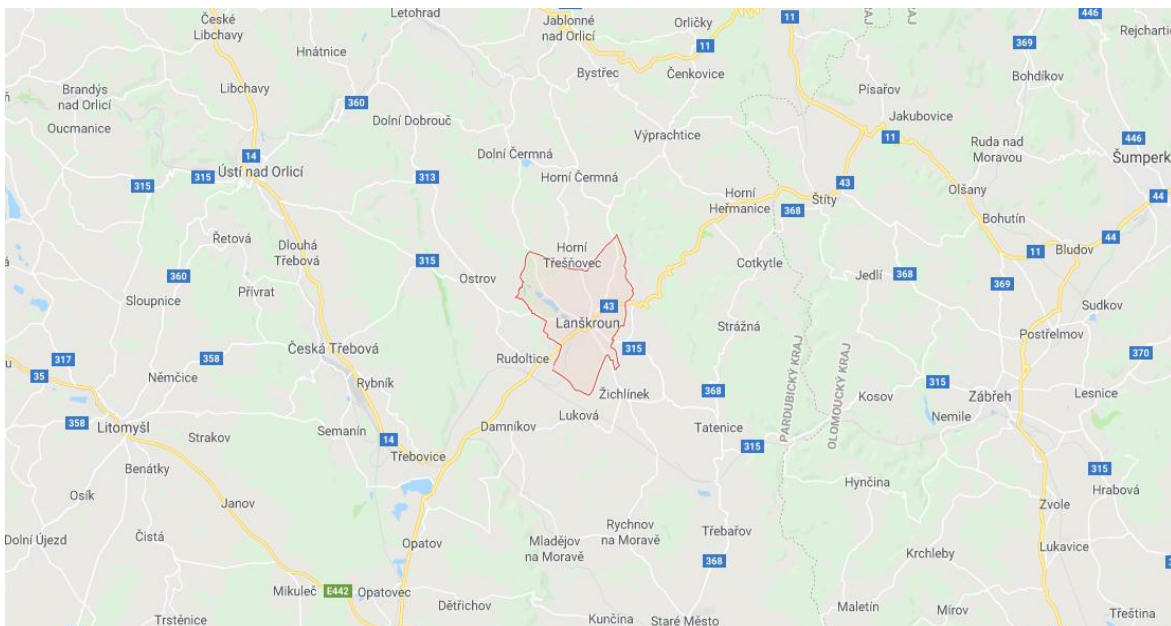 České
Libchavy
Letohrad
Jablonné
nad Orlicí
Orličky
11
KRAJ
KRAJ
446
Rejchartic
369
Hnátnice
11
Bystřec
Čenkovice
Bohdíkov
Brandýs
nad Orlicí
Libchavy
360
Písařov
Oucmanice
Dolní Dobrouč
Výprachtice
Jakubovice
11
446
Ruda nad
Moravou
Šumperk
14
Dolní Čermná
315
315
Ústí nad Orlicí
313
Horní Čermná
43
Olšany
Horní
Heřmanice
368
Štíty
44
Bohutín
Řetová
Dlouhá
Třebová
Horní
Třešňovec
44
11
Bludov
315
Cotkytle
360
Ostrov
Jedlí
368
369
Přívrat
Sloupnice
43
Sudkov
Lanškroun
Strážná
Postřelmov
Česká Třebová
315
317
358
Rudoltice
370
35
Němčice
Rybník
PARDUBICKÝ KRAJ
OLOMOUCKÝ KRAJ
315
Žichlínek
368
Kosov
Zábřeh
Lesnice
358
Litomyšl
Luková
Nemile
Strakov
Semanín
14
Damníkov
Tatenice
315
Třebovice
Benátky
315
Hynčina
Hrabová
Osík
Janov
Zvole
Čistá
Rychnov
na Moravě
Třebařov
Dolní Újezd
Opatov
Mladějov
na Moravě
Lukavice
368
Krchleby
Mikuleč
E442
Opatovec
Dětřichov
Maletín
Mírov
Třeština
Trstěnice
Kunčina
Staré Město